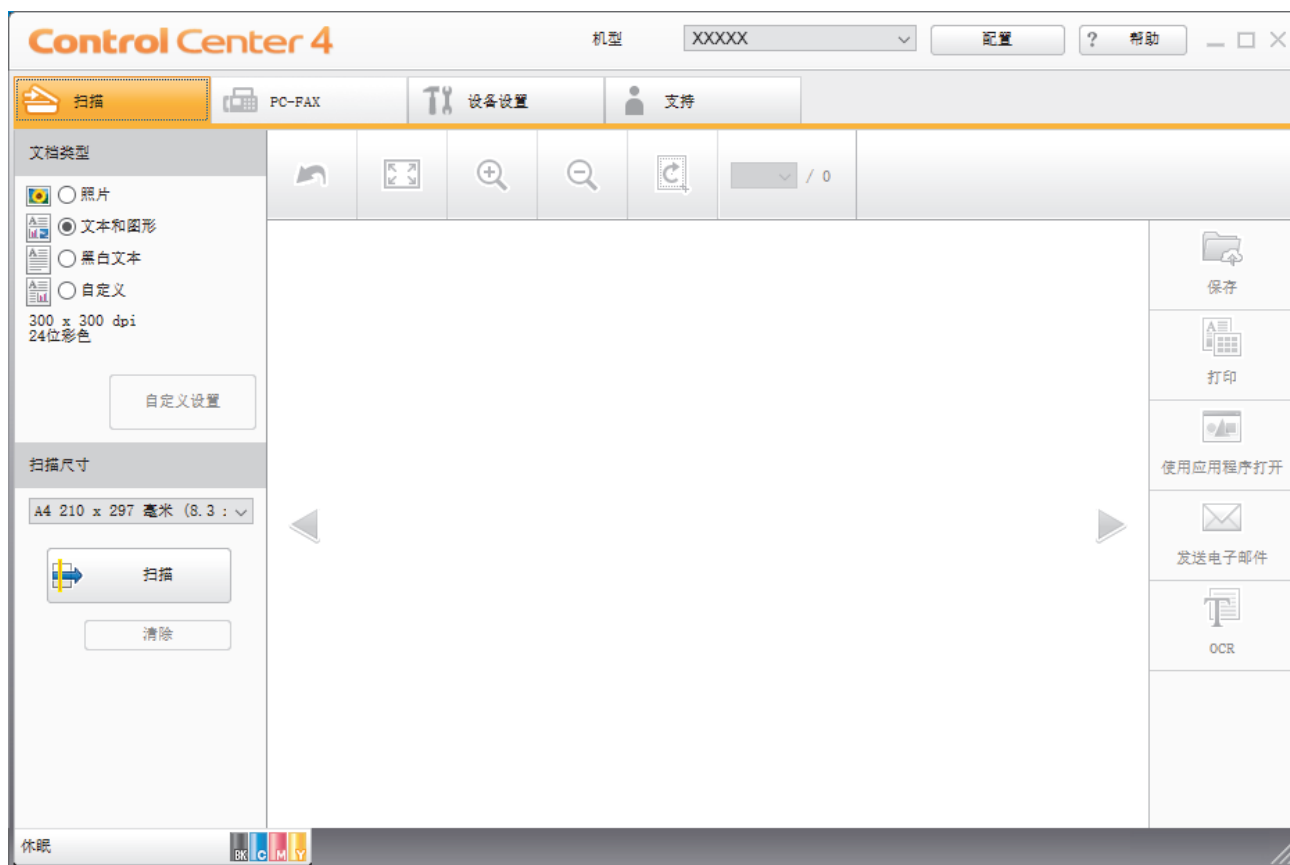 Control Center 4
机型
XXXXX
配置
? 帮助
扫描
PC-FAX
设备设置
支持
文档类型
照片
文本和图形
黑白文本
自定义
300 x 300 dpi
24位彩色
自定义设置
扫描尺寸
A4 210 x 297 毫米 (8.3 :
扫描
清除
/ 0
保存
打印
使用应用程序打开
发送电子邮件
OCR
休眠
BK C M Y